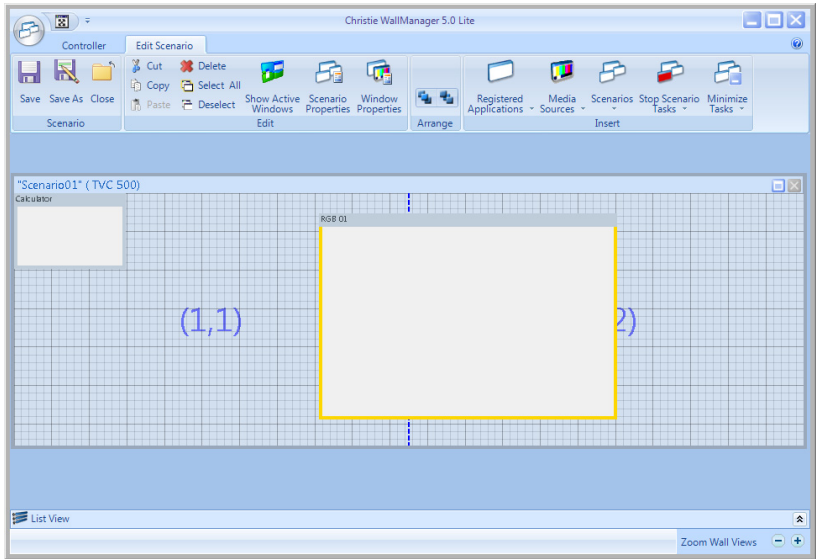 Christie WallManager 5.0 Lite
Controller
Edit Scenario
Save
Save As
Close
Scenario
Cut
Copy
Paste
Delete
Select All
Deselect
Show Active
Windows
Scenario
Properties
Window
Properties
Edit
Arrange
Registered
Applications
Media
Sources
Scenarios
Stop Scenario
Tasks
Minimize
Tasks
Insert
"Scenario01" ( TVC 500)
Calculator
RGB 01
(1,1)
2)
List View
Zoom Wall Views